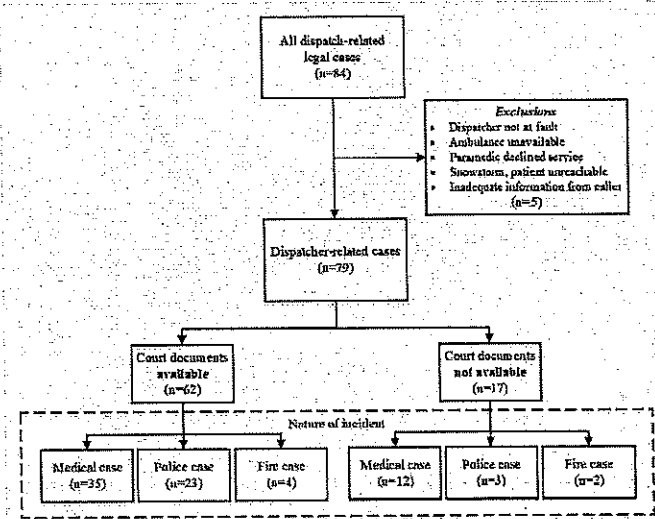 All dispatch-related
legal cases
(n=84)
Exclusions
• Dispatcher not at fault
• Ambulance unavailable
• Paramedic declined service
• Snowstorm, patient unreachable
• Inadequate information from caller
(n=5)
Dispatcher-related cases
(n=79)
Court documents
available
(n=62)
Court documents
not available
(n=17)
Nature of incident
Medical case
(n=35)
Police case
(n=23)
Fire case
(n=4)
Medical case
(n=12)
Police case
(n=3)
Fire case
(n=2)